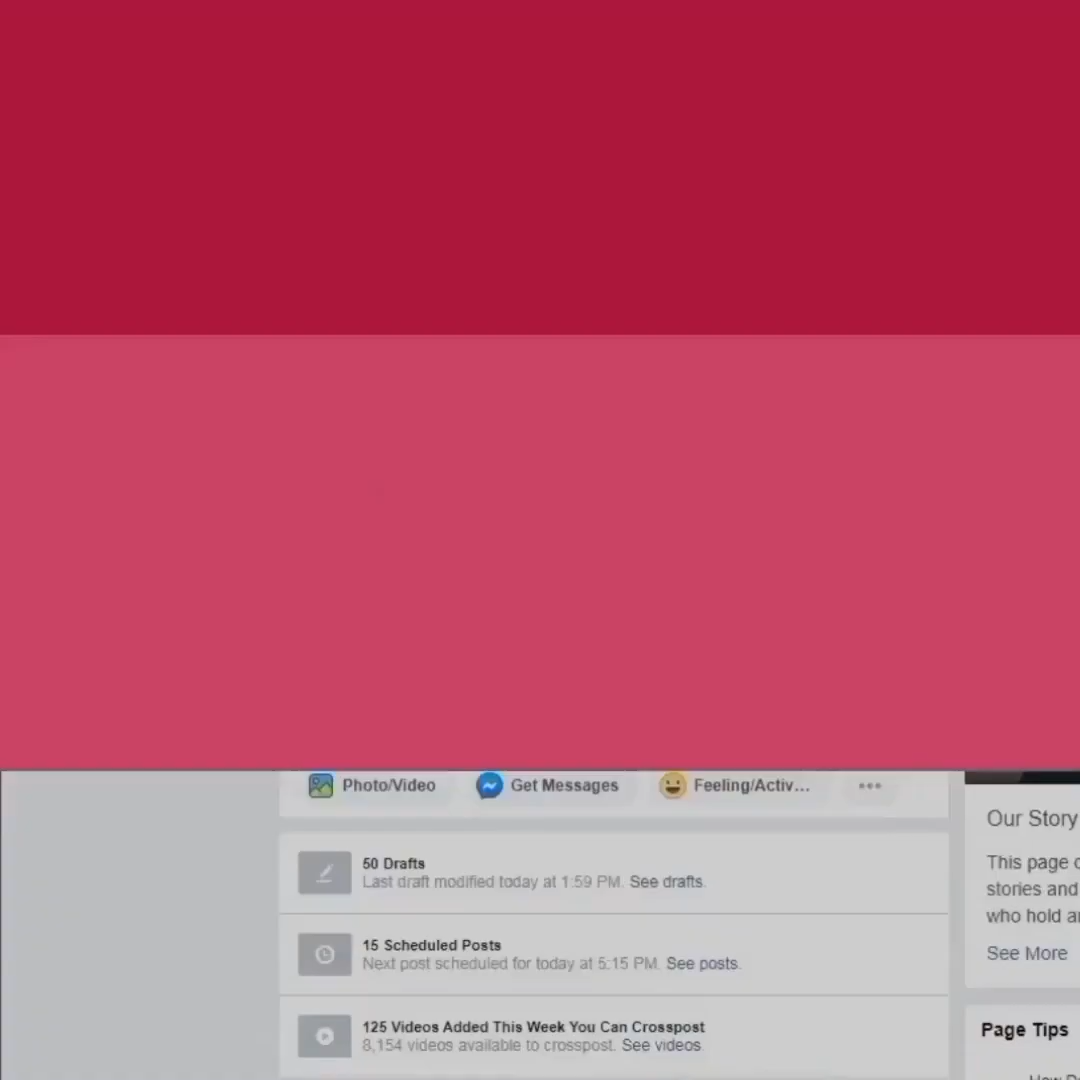 Photo/Video
Get Messages
Feeling/Activ...
50 Drafts
Last draft modified today at 1:59 PM. See drafts.
15 Scheduled Posts
Next post scheduled for today at 5:15 PM. See posts.
125 Videos Added This Week You Can Crosspost
8,154 videos available to crosspost. See videos
Our Story
This page
stories and
who hold
See More
Page Tips